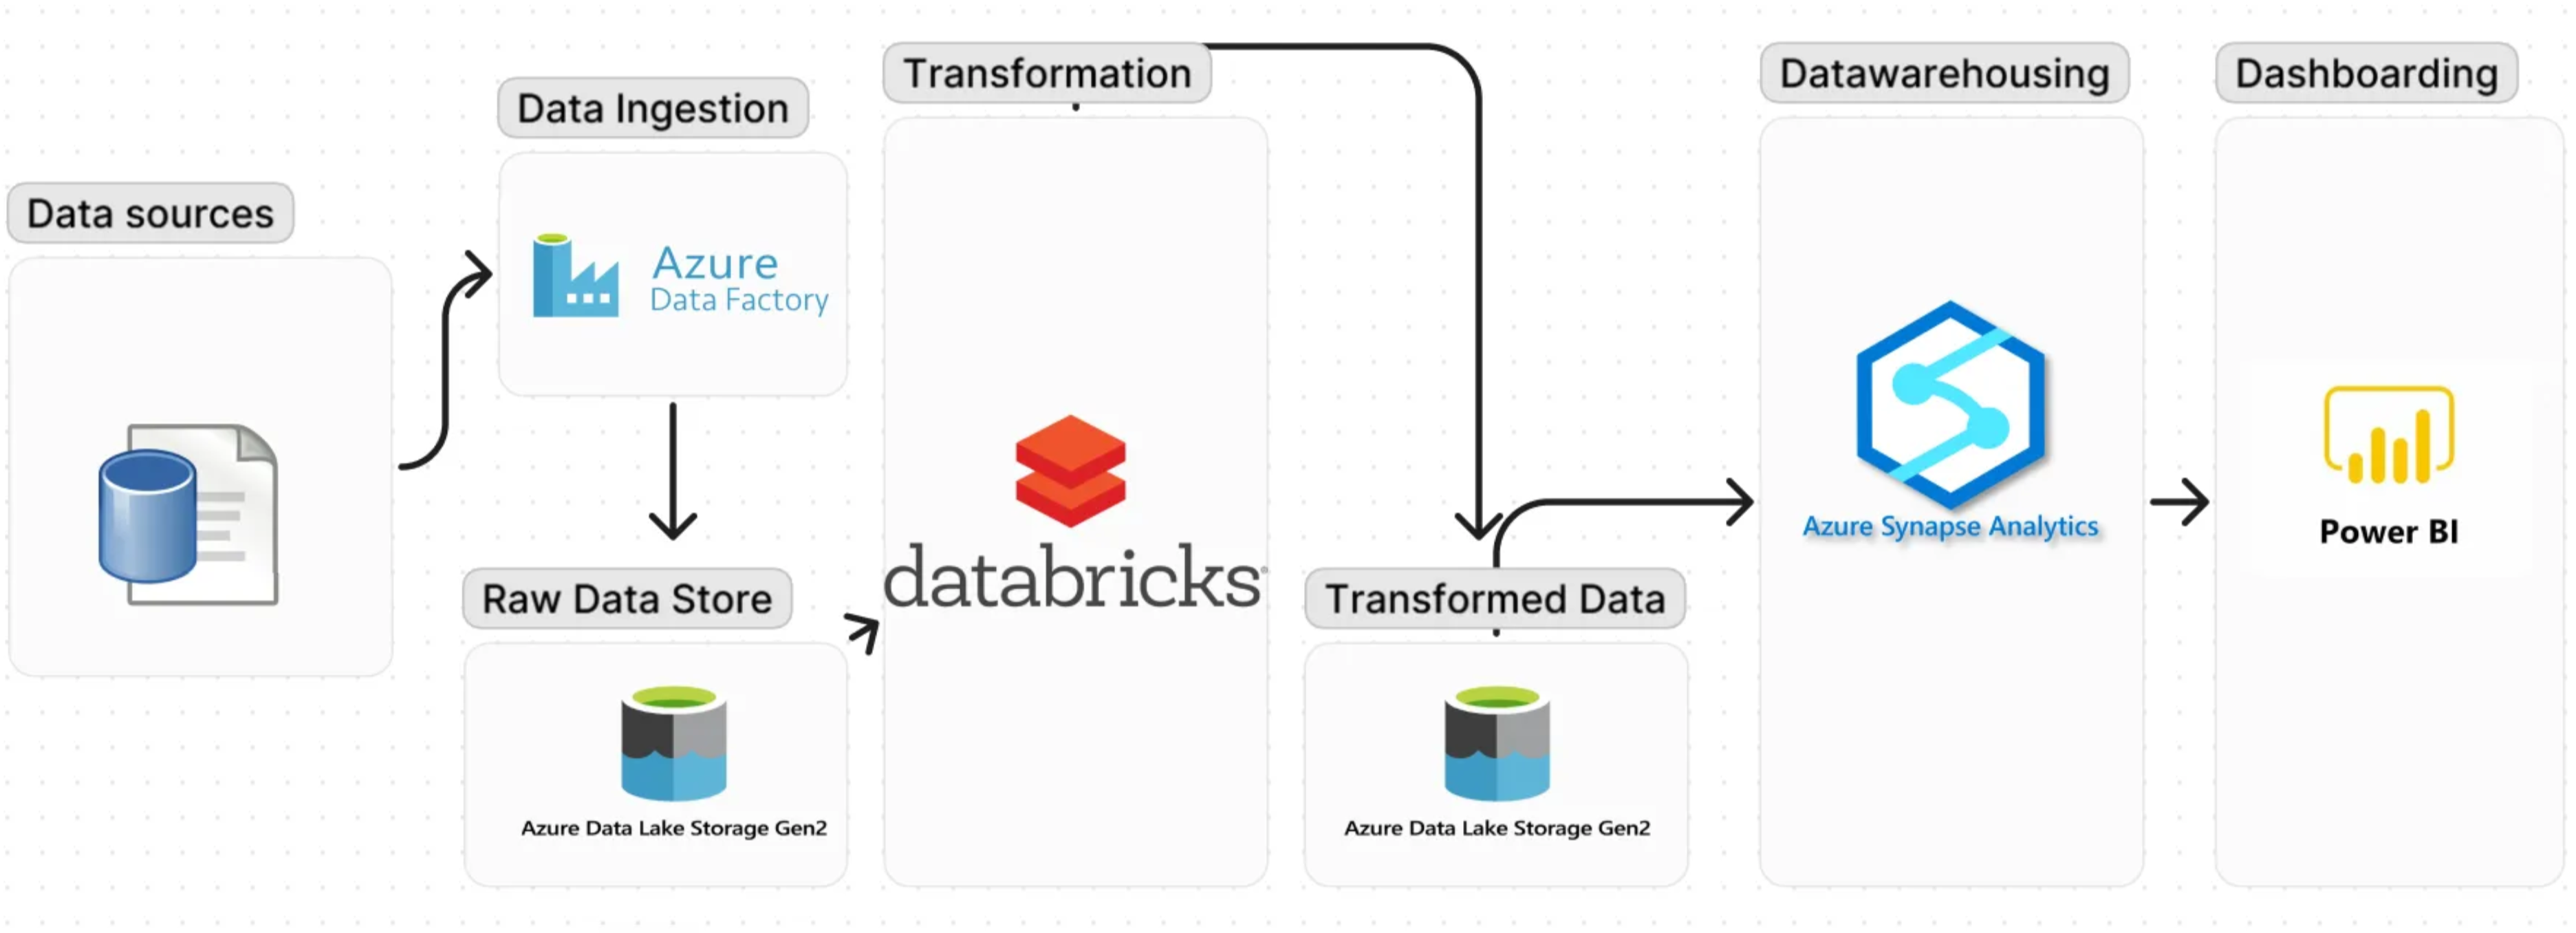 Data sources
Data Ingestion
Azure
Data Factory
Raw Data Store
Azure Data Lake Storage Gen2
Transformation
databricks
Transformed Data
Azure Data Lake Storage Gen2
Datawarehousing
Azure Synapse Analytics
Dashboarding
Power BI